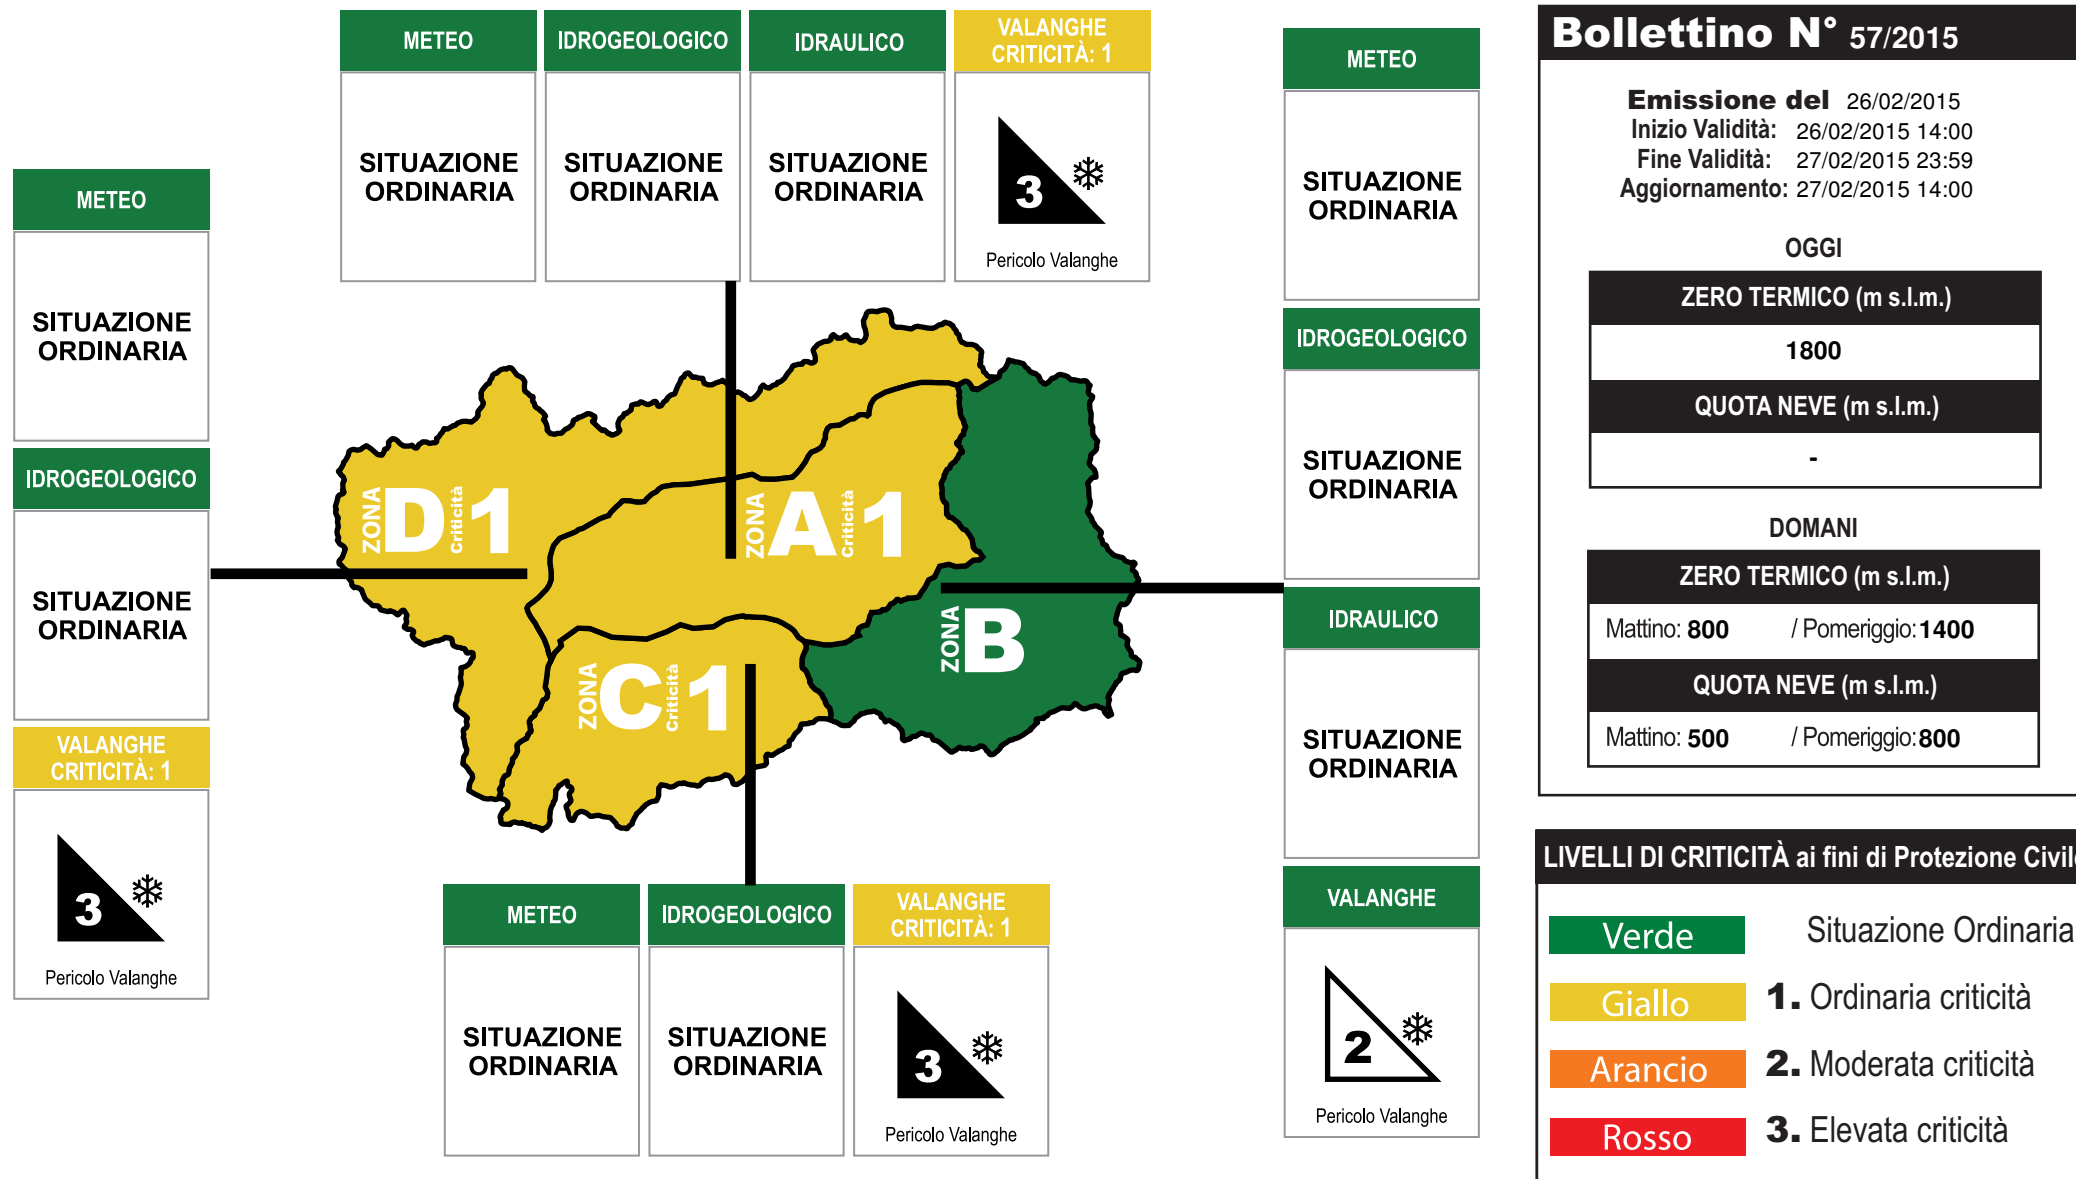 METEO
IDROGEOLOGICO
IDRAULICO
VALANGHE
CRITICITÀ: 1
SITUAZIONE
ORDINARIA
SITUAZIONE
ORDINARIA
SITUAZIONE
ORDINARIA
3
Pericolo Valanghe
METEO
SITUAZIONE
ORDINARIA
IDROGEOLOGICO
SITUAZIONE
ORDINARIA
VALANGHE
CRITICITÀ: 1
3
Pericolo Valanghe
ZONA D Criticità 1
ZONA A Criticità 1
ZONA B
ZONA C Criticità 1
METEO
IDROGEOLOGICO
VALANGHE
CRITICITÀ: 1
SITUAZIONE
ORDINARIA
SITUAZIONE
ORDINARIA
3
Pericolo Valanghe
METEO
SITUAZIONE
ORDINARIA
IDROGEOLOGICO
SITUAZIONE
ORDINARIA
IDRAULICO
SITUAZIONE
ORDINARIA
VALANGHE
2
Pericolo Valanghe
Bollettino N° 57/2015
Emissione del 26/02/2015
Inizio Validità: 26/02/2015 14:00
Fine Validità: 27/02/2015 23:59
Aggiornamento: 27/02/2015 14:00
OGGI
ZERO TERMICO (m s.l.m.)
1800
QUOTA NEVE (m s.l.m.)
-
DOMANI
ZERO TERMICO (m s.l.m.)
Mattino: 800 / Pomeriggio: 1400
QUOTA NEVE (m s.l.m.)
Mattino: 500 / Pomeriggio: 800
LIVELLI DI CRITICITÀ ai fini di Protezione Civile
Verde Situazione Ordinaria
Giallo 1. Ordinaria criticità
Arancio 2. Moderata criticità
Rosso 3. Elevata criticità